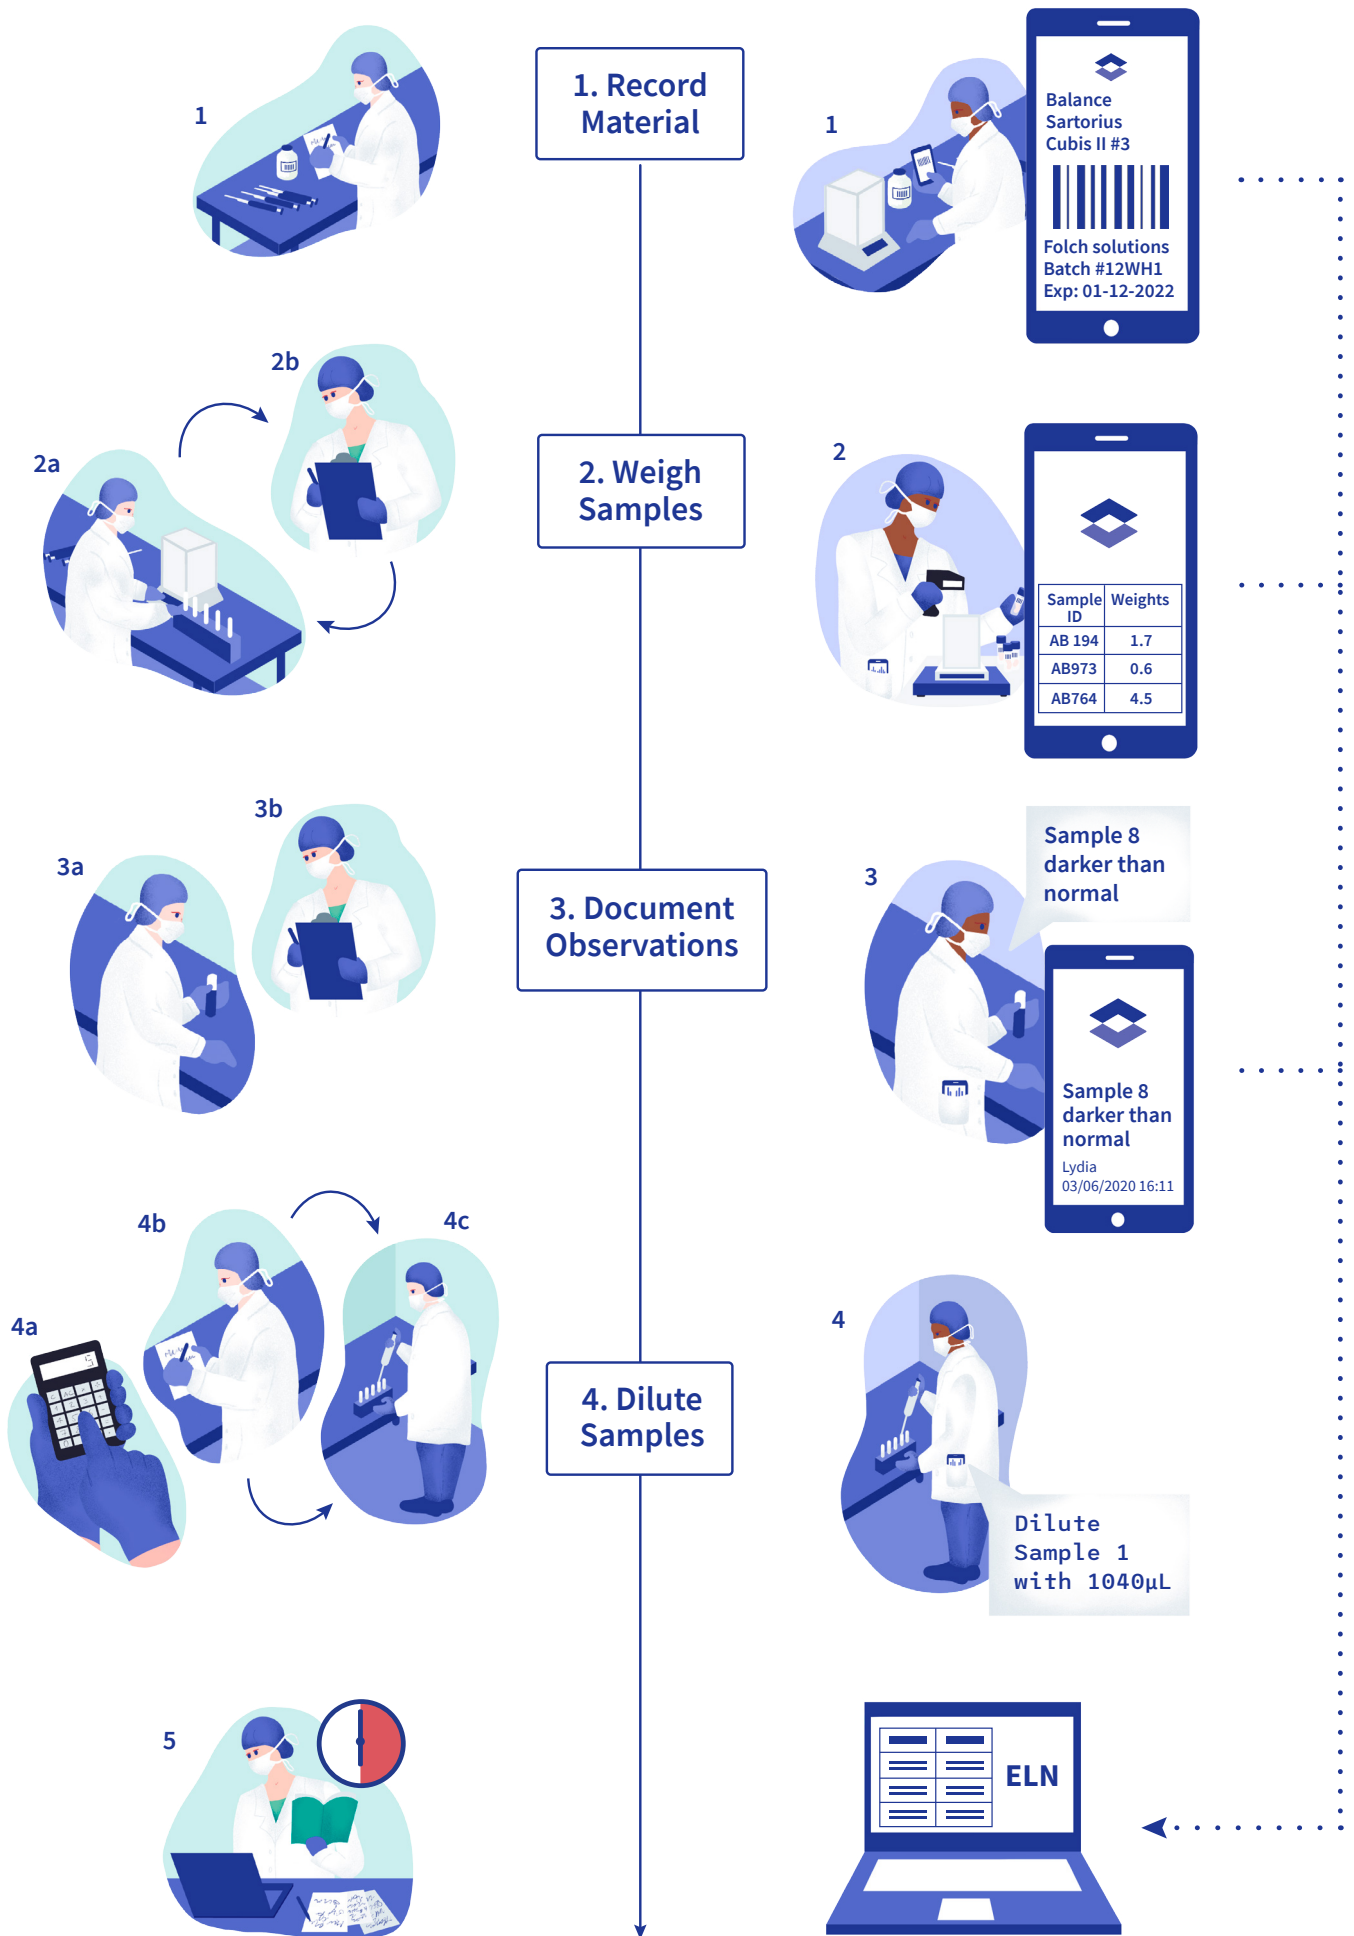 1
1. Record
Material
1
Balance
Sartorius
Cubis II #3
Folch solutions
Batch #12WH1
Exp: 01-12-2022
2a
2b
2. Weigh
Samples
2
Sample ID Weights
AB 194 1.7
AB973 0.6
AB764 4.5
3a
3b
3. Document
Observations
3
Sample 8
darker than
normal
Sample 8
darker than
normal
Lydia
03/06/2020 16:11
4a
4b
4c
4. Dilute
Samples
4
Dilute
Sample 1
with 1040µL
5
ELN